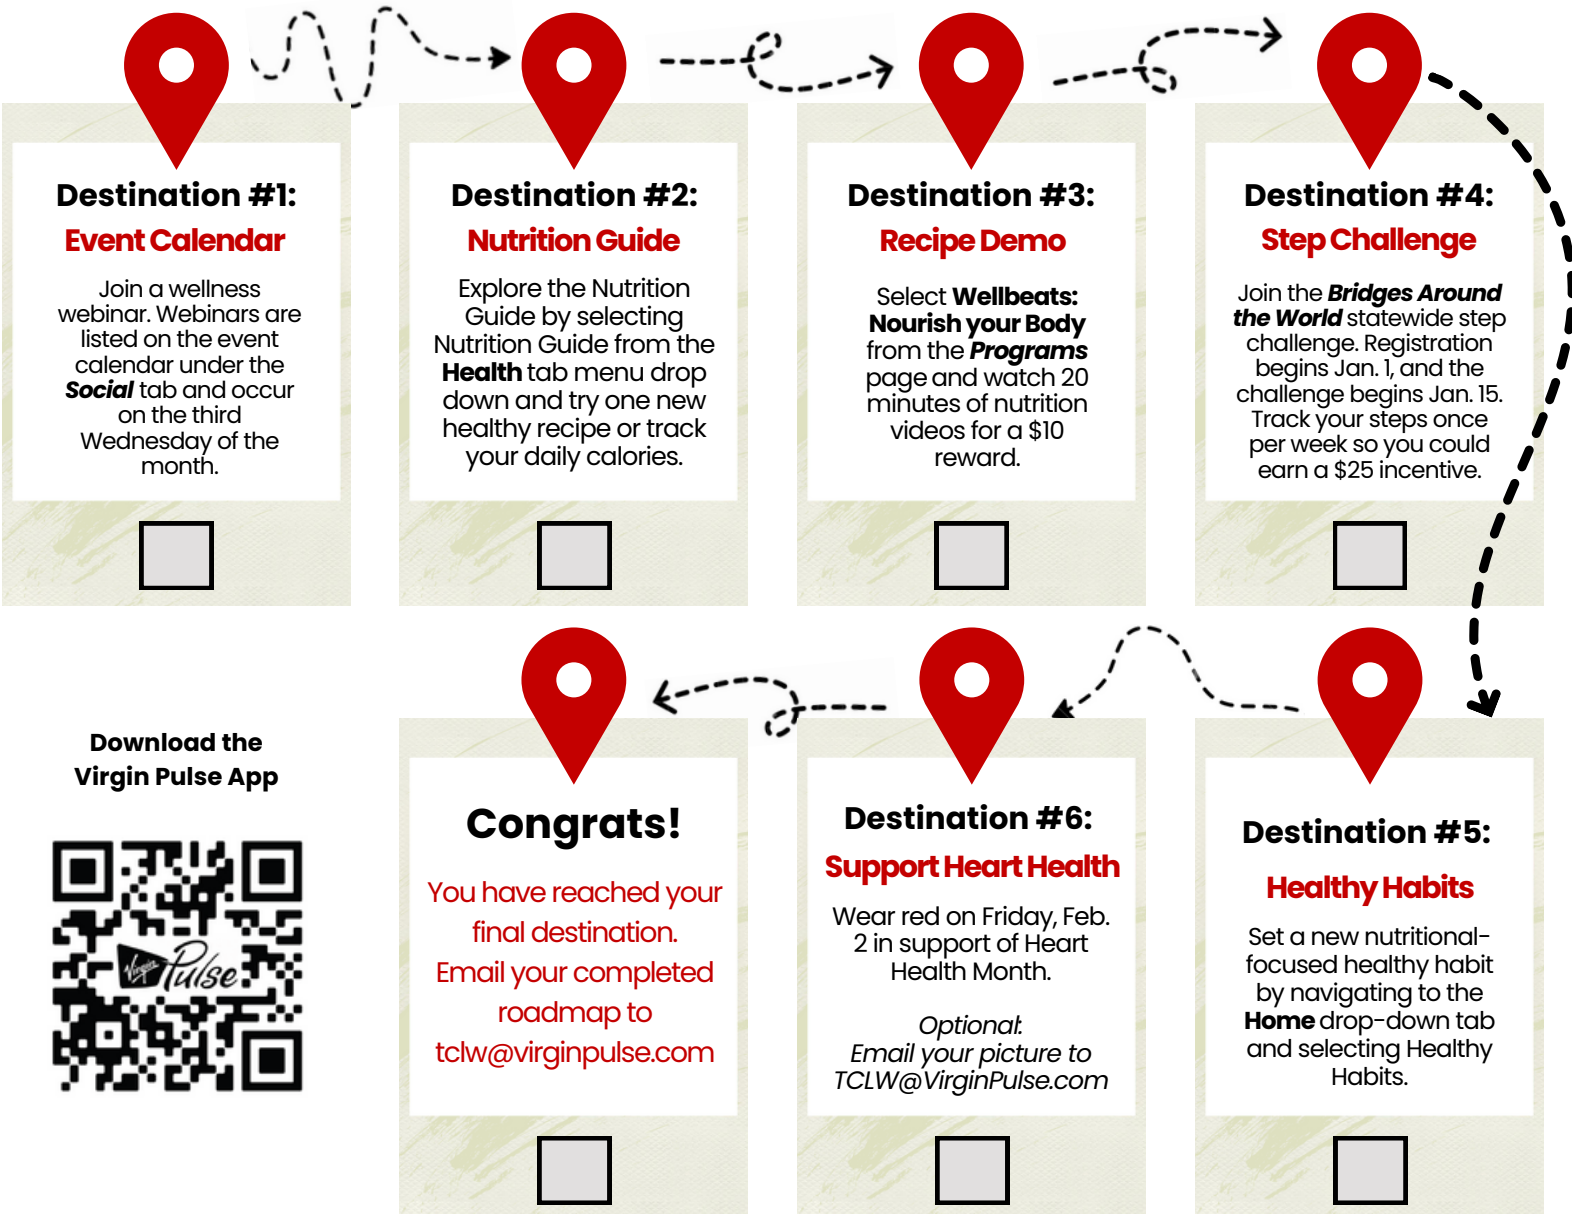 Destination #1:
Event Calendar
Join a wellness
webinar. Webinars are
listed on the event
calendar under the
Social tab and occur
on the third
Wednesday of the
month.
Destination #2:
Nutrition Guide
Explore the Nutrition
Guide by selecting
Nutrition Guide from the
Health tab menu drop
down and try one new
healthy recipe or track
your daily calories.
Destination #3:
Recipe Demo
Select Wellbeats:
Nourish your Body
from the Programs
page and watch 20
minutes of nutrition
videos for a $10
reward.
Destination #4:
Step Challenge
Join the Bridges Around
the World statewide step
challenge. Registration
begins Jan. 1, and the
challenge begins Jan. 15.
Track your steps once
per week so you could
earn a $25 incentive.
Destination #5:
Healthy Habits
Set a new nutritional-
focused healthy habit
by navigating to the
Home drop-down tab
and selecting Healthy
Habits.
Destination #6:
Support Heart Health
Wear red on Friday, Feb.
2 in support of Heart
Health Month.
Optional:
Email your picture to
TCLW@VirginPulse.com
Congrats!
You have reached your
final destination.
Email your completed
roadmap to
tclw@virginpulse.com
Download the
Virgin Pulse App
Virgin Pulse